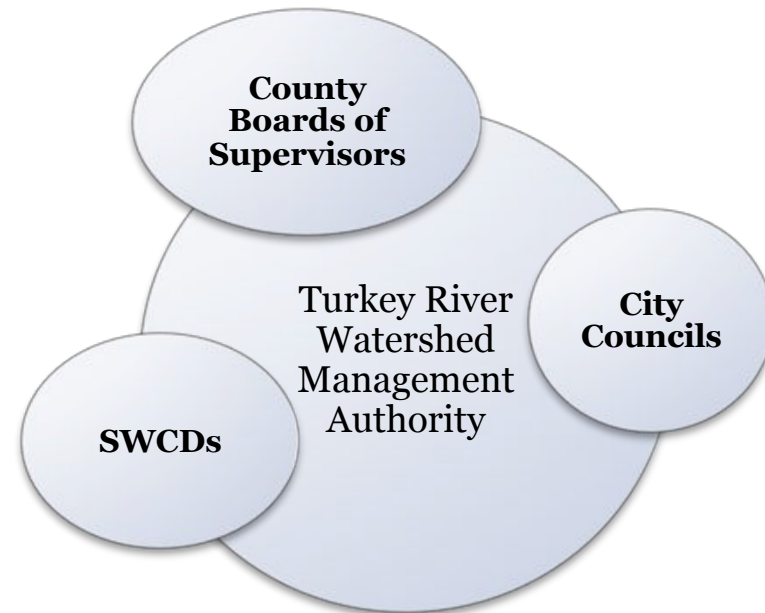 County
Boards of
Supervisors
Turkey River
Watershed
Management
Authority
City
Councils
SWCDs